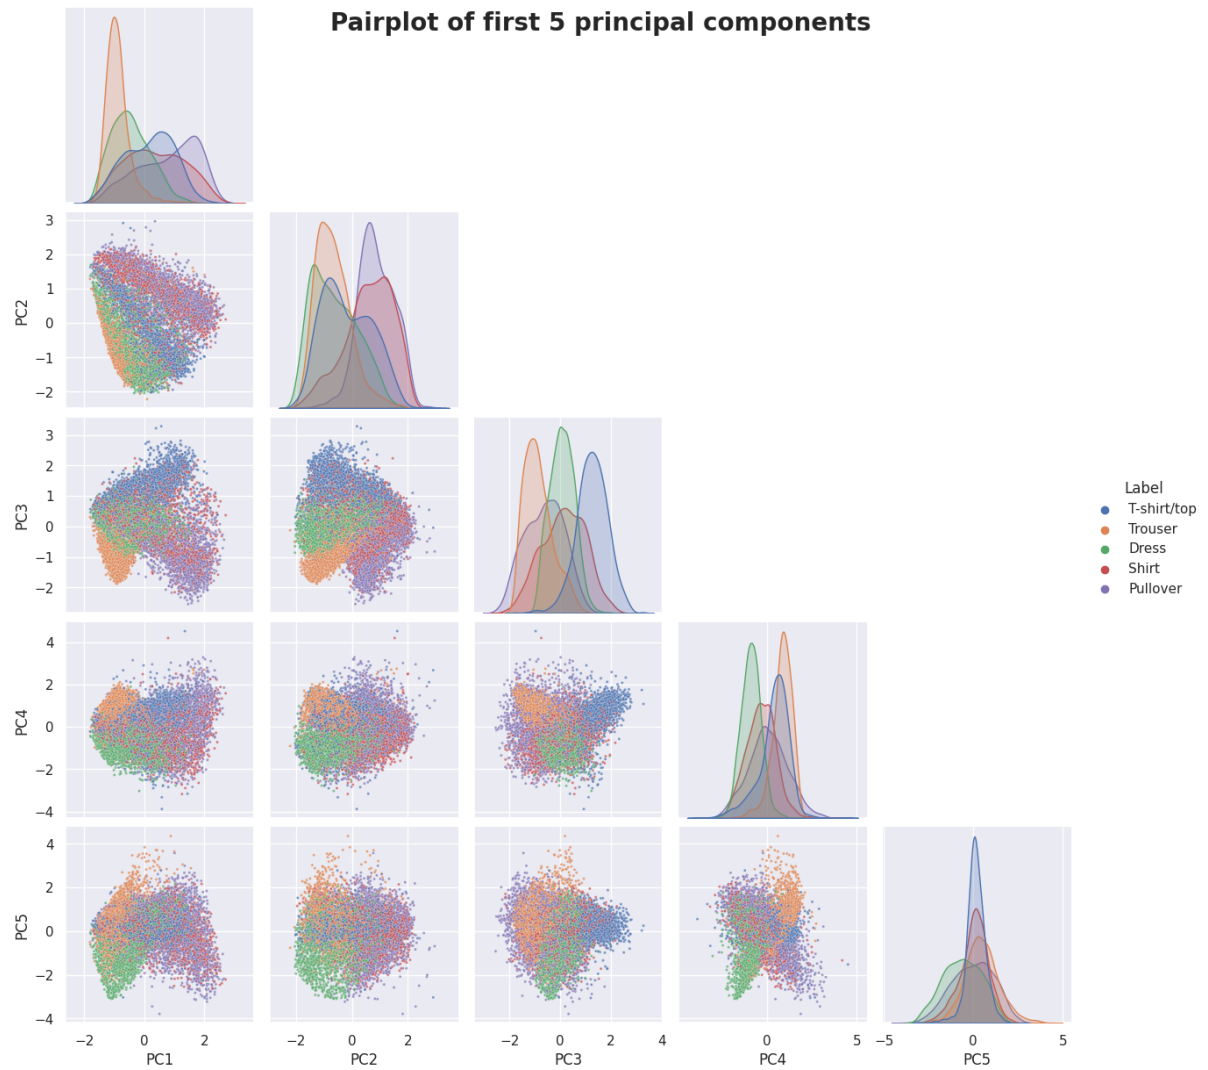 Pairplot of first 5 principal components
PC2
3
2
1
0
−1
−2
PC3
3
2
1
0
−1
−2
Label
T-shirt/top
Trouser
Dress
Shirt
Pullover
PC4
4
2
0
−2
−4
PC5
4
2
0
−2
−4
−2 0 2
−2 0 2
−2 0 2 4
0 5
−5 0 5
PC1
PC2
PC3
PC4
PC5